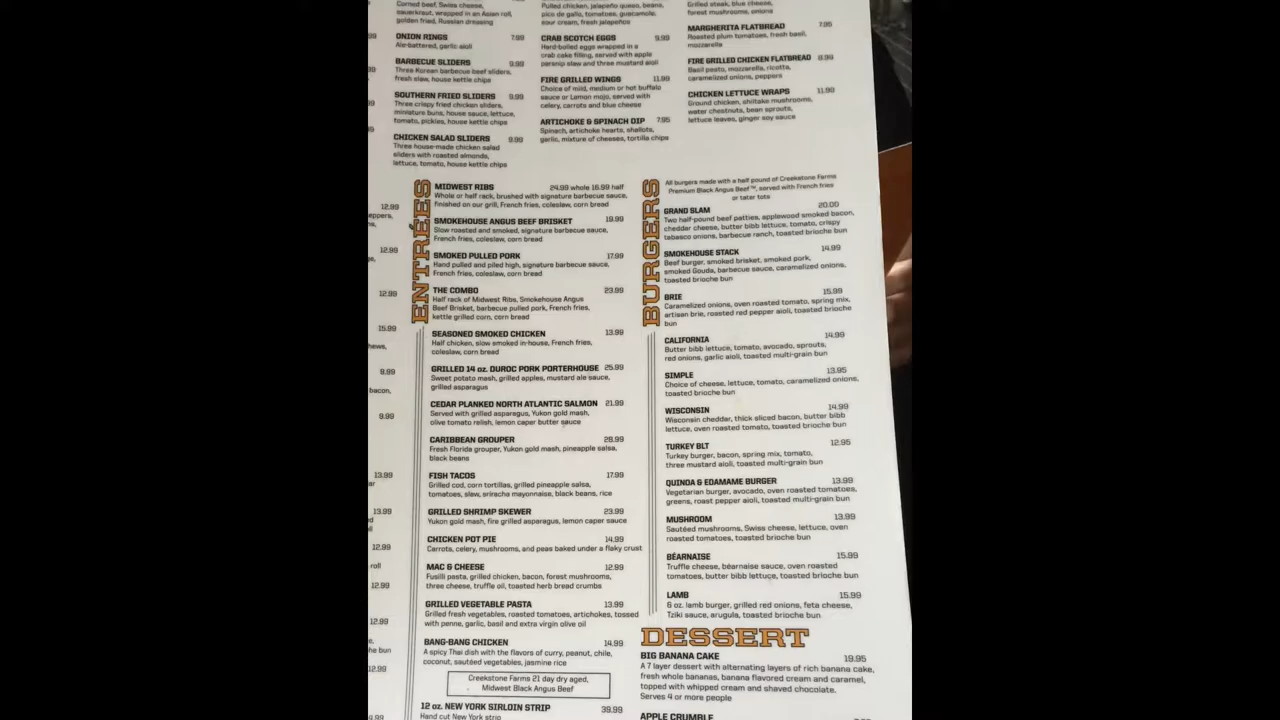 Corned beef, Swiss cheese,
sauerkraut, wrapped in an Asian roll,
golden fried, Russian dressing
ONION RINGS 7.99
Ale-battered, garlic aioli
BARBECUE SLIDERS 9.99
Three Korean barbecue beef sliders,
fresh slaw, house kettle chips
SOUTHERN FRIED SLIDERS 9.99
Three crispy fried chicken sliders,
miniature buns, house sauce, lettuce,
tomato, pickles, house kettle chips
CHICKEN SALAD SLIDERS 9.99
Three house-made chicken salad
sliders with roasted almonds,
lettuce, tomato, house kettle chips
Pulled chicken, jalapeño queso, beans,
pico de gallo, tomatoes, guacamole,
sour cream, fresh jalapeños
CRAB SCOTCH EGGS 9.99
Hard-boiled eggs wrapped in a
crab cake filling, served with apple
parsnip slaw and three mustard aioli
FIRE GRILLED WINGS 11.99
Choice of mild, medium or hot buffalo
sauce or Lemon mojo, served with
celery, carrots and blue cheese
ARTICHOKE & SPINACH DIP 7.95
Spinach, artichoke hearts, shallots,
garlic, mixture of cheeses, tortilla chips
Grilled steak, blue cheese,
forest mushrooms, onions
MARGHERITA FLATBREAD 7.95
Roasted plum tomatoes, fresh basil,
mozzarella
FIRE GRILLED CHICKEN FLATBREAD 8.99
Basil pesto, mozzarella, ricotta,
caramelized onions, peppers
CHICKEN LETTUCE WRAPS 11.99
Ground chicken, shiitake mushrooms,
water chestnuts, bean sprouts,
lettuce leaves, ginger soy sauce
12.99
eppers,
12.99
12.99
15.99
hews,
8.99
bacon,
9.99
13.99
13.99
12.99
roll
12.99
12.99
he bun
12.99
ENTREES
MIDWEST RIBS 24.99 whole 16.99 half
Whole or half rack, brushed with signature barbecue sauce,
finished on our grill, French fries, coleslaw, corn bread
SMOKEHOUSE ANGUS BEEF BRISKET 19.99
Slow roasted and smoked, signature barbecue sauce,
French fries, coleslaw, corn bread
SMOKED PULLED PORK 17.99
Hand pulled and piled high, signature barbecue sauce,
French fries, coleslaw, corn bread
THE COMBO 23.99
Half rack of Midwest Ribs, Smokehouse Angus
Beef Brisket, barbecue pulled pork, French fries,
kettle grilled corn, corn bread
SEASONED SMOKED CHICKEN 13.99
Half chicken, slow smoked in-house, French fries,
coleslaw, corn bread
GRILLED 14 oz. DUROC PORK PORTERHOUSE 25.99
Sweet potato mash, grilled apples, mustard ale sauce,
grilled asparagus
CEDAR PLANKED NORTH ATLANTIC SALMON 21.99
Served with grilled asparagus, Yukon gold mash,
olive tomato relish, lemon caper butter sauce
CARIBBEAN GROUPER 28.99
Fresh Florida grouper, Yukon gold mash, pineapple salsa,
black beans
FISH TACOS 17.99
Grilled cod, corn tortillas, grilled pineapple salsa,
tomatoes, slaw, sriracha mayonnaise, black beans, rice
GRILLED SHRIMP SKEWER 23.99
Yukon gold mash, fire grilled asparagus, lemon caper sauce
CHICKEN POT PIE 14.99
Carrots, celery, mushrooms, and peas baked under a flaky crust
MAC & CHEESE 12.99
Fusilli pasta, grilled chicken, bacon, forest mushrooms,
three cheese, truffle oil, toasted herb bread crumbs
GRILLED VEGETABLE PASTA 13.99
Grilled fresh vegetables, roasted tomatoes, artichokes, tossed
with penne, garlic, basil and extra virgin olive oil
BANG-BANG CHICKEN 14.99
A spicy Thai dish with the flavors of curry, peanut, chile,
coconut, sautéed vegetables, jasmine rice
Creekstone Farms 21 day dry aged,
Midwest Black Angus Beef
12 oz. NEW YORK SIRLOIN STRIP 39.99
Hand cut New York strip
BURGERS
All burgers made with a half pound of Creekstone Farms
Premium Black Angus Beef™, served with French fries
or tater tots
GRAND SLAM 20.00
Two half-pound beef patties, applewood smoked bacon,
cheddar cheese, butter bibb lettuce, tomato, crispy
tabasco onions, barbecue ranch, toasted brioche bun
SMOKEHOUSE STACK 14.99
Beef burger, smoked brisket, smoked pork,
smoked Gouda, barbecue sauce, caramelized onions,
toasted brioche bun
BRIE 15.99
Caramelized onions, oven roasted tomato, spring mix,
artisan brie, roasted red pepper aioli, toasted brioche
bun
CALIFORNIA 14.99
Butter bibb lettuce, tomato, avocado, sprouts,
red onions, garlic aioli, toasted multi-grain bun
SIMPLE 13.95
Choice of cheese, lettuce, tomato, caramelized onions,
toasted brioche bun
WISCONSIN 14.99
Wisconsin cheddar, thick sliced bacon, butter bibb
lettuce, oven roasted tomato, toasted brioche bun
TURKEY BLT 12.95
Turkey burger, bacon, spring mix, tomato,
three mustard aioli, toasted multi-grain bun
QUINOA & EDAMAME BURGER 13.99
Vegetarian burger, avocado, oven roasted tomatoes,
greens, roast pepper aioli, toasted multi-grain bun
MUSHROOM 13.99
Sautéed mushrooms, Swiss cheese, lettuce, oven
roasted tomatoes, toasted brioche bun
BÉARNAISE 15.99
Truffle cheese, béarnaise sauce, oven roasted
tomatoes, butter bibb lettuce, toasted brioche bun
LAMB 15.99
6 oz. lamb burger, grilled red onions, feta cheese,
Tziki sauce, arugula, toasted brioche bun
DESSERT
BIG BANANA CAKE 19.95
A 7 layer dessert with alternating layers of rich banana cake,
fresh whole bananas, banana flavored cream and caramel,
topped with whipped cream and shaved chocolate.
Serves 4 or more people
APPLE CRUMBLE